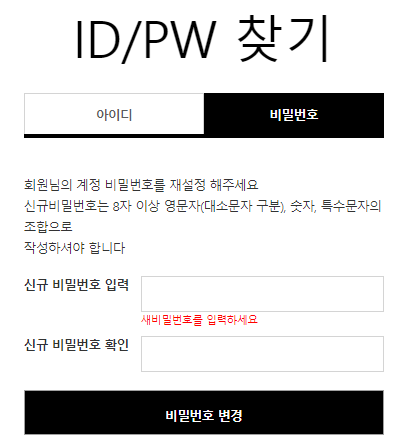 ID/PW 찾기
아이디
비밀번호
회원님의 계정 비밀번호를 재설정 해주세요
신규비밀번호는 8자 이상 영문자(대소문자 구분), 숫자, 특수문자의
조합으로
작성하셔야 합니다
신규 비밀번호 입력
새비밀번호를 입력하세요
신규 비밀번호 확인
비밀번호 변경